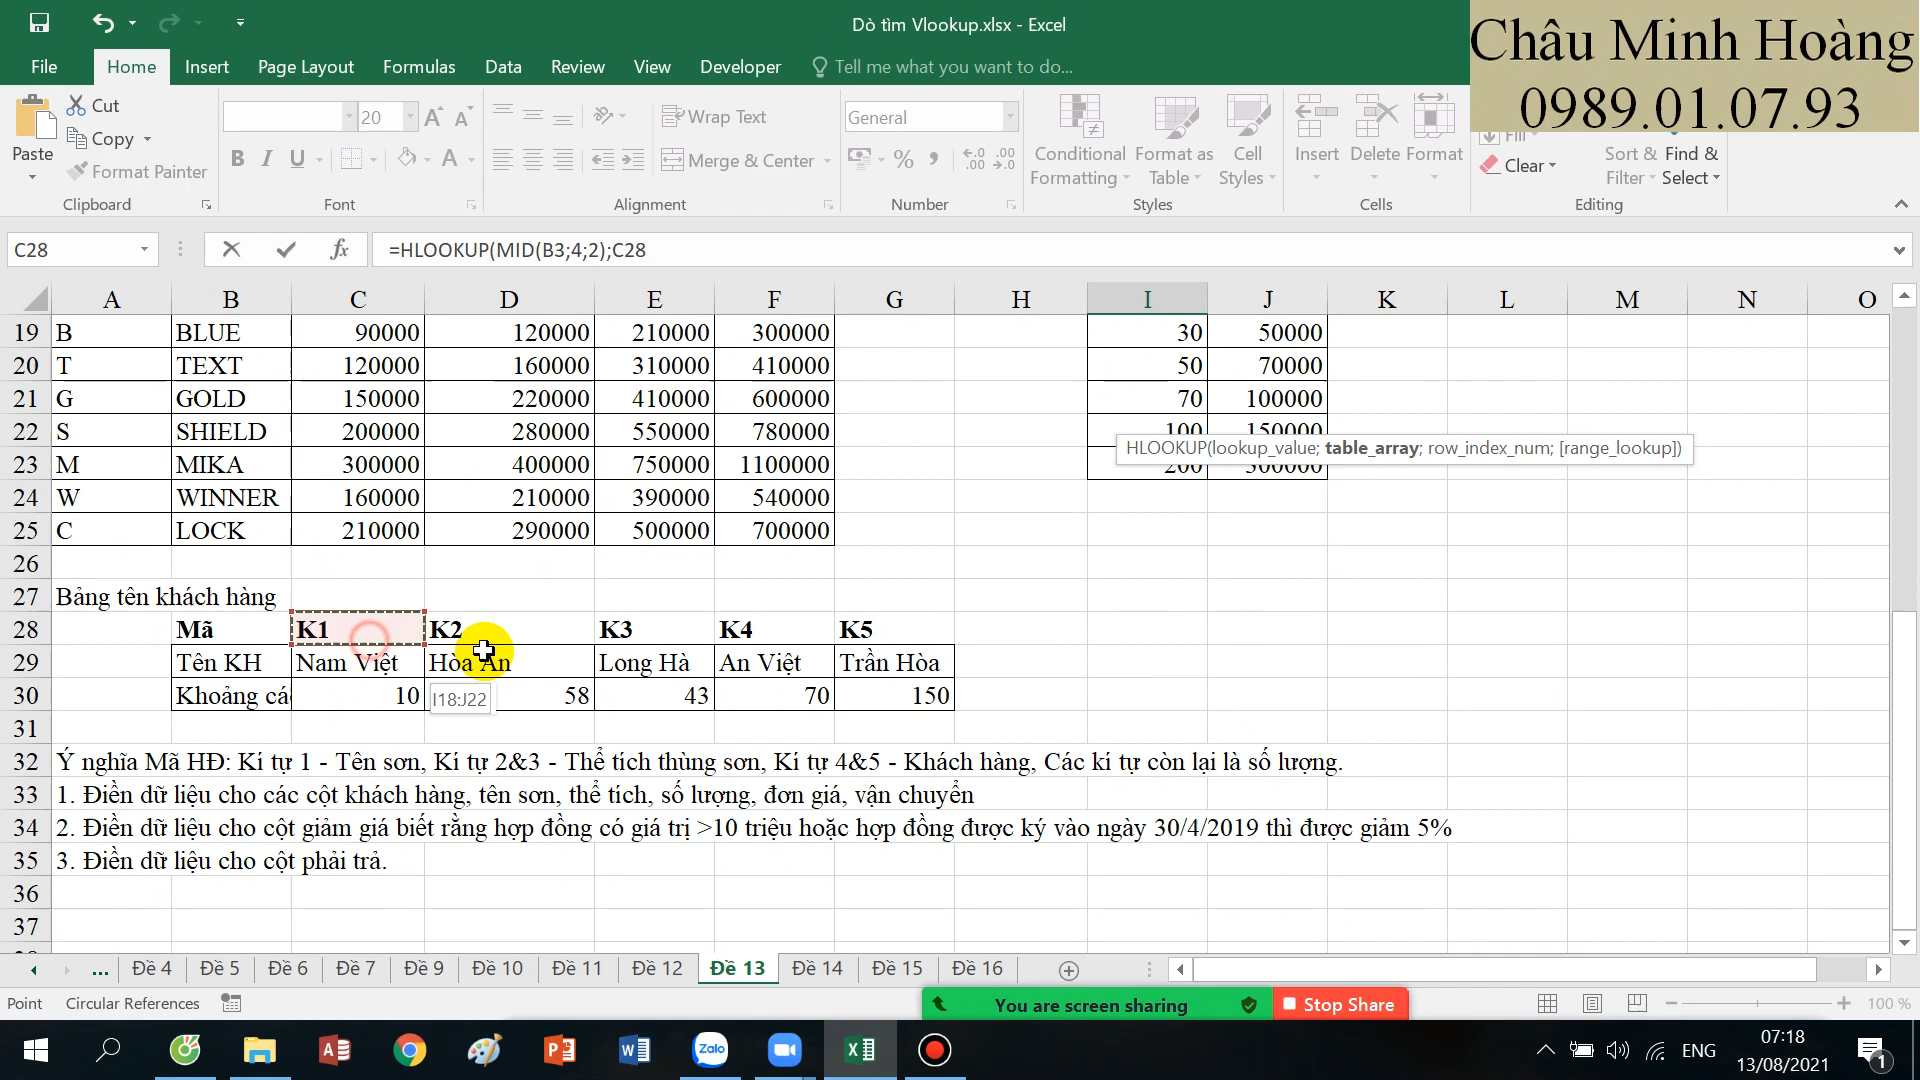 Dò tìm Vlookup.xlsx - Excel
Châu Minh Hoàng
0989.01.07.93
File Home Insert Page Layout Formulas Data Review View Developer Tell me what you want to do...
Paste
Cut
Copy
Format Painter
Clipboard
20
Font
Wrap Text
Merge & Center
Alignment
General
Number
Conditional Formatting
Format as Table
Cell Styles
Styles
Insert
Delete
Format
Cells
Fill
Clear
Sort & Filter
Find & Select
Editing
C28 =HLOOKUP(MID(B3;4;2);C28
A B C D E F G H I J K L M N O
19 B BLUE 90000 120000 210000 300000 30 50000
20 T TEXT 120000 160000 310000 410000 50 70000
21 G GOLD 150000 220000 410000 600000 70 100000
22 S SHIELD 200000 280000 550000 780000 100 150000
HLOOKUP(lookup_value; table_array; row_index_num; [range_lookup])
23 M MIKA 300000 400000 750000 1100000 200 300000
24 W WINNER 160000 210000 390000 540000
25 C LOCK 210000 290000 500000 700000
26
27 Bảng tên khách hàng
28 Mã K1 K2 K3 K4 K5
29 Tên KH Nam Việt Hòa An Long Hà An Việt Trần Hòa
30 Khoảng các 10 58 43 70 150
I18:J22
31
32 Ý nghĩa Mã HĐ: Kí tự 1 - Tên sơn, Kí tự 2&3 - Thể tích thùng sơn, Kí tự 4&5 - Khách hàng, Các kí tự còn lại là số lượng.
33 1. Điền dữ liệu cho các cột khách hàng, tên sơn, thể tích, số lượng, đơn giá, vận chuyển
34 2. Điền dữ liệu cho cột giảm giá biết rằng hợp đồng có giá trị >10 triệu hoặc hợp đồng được ký vào ngày 30/4/2019 thì được giảm 5%
35 3. Điền dữ liệu cho cột phải trả.
36
37
... Đề 4 Đề 5 Đề 6 Đề 7 Đề 9 Đề 10 Đề 11 Đề 12 Đề 13 Đề 14 Đề 15 Đề 16
Point Circular References
You are screen sharing Stop Share
100 %
Zalo
ENG
07:18
13/08/2021
1